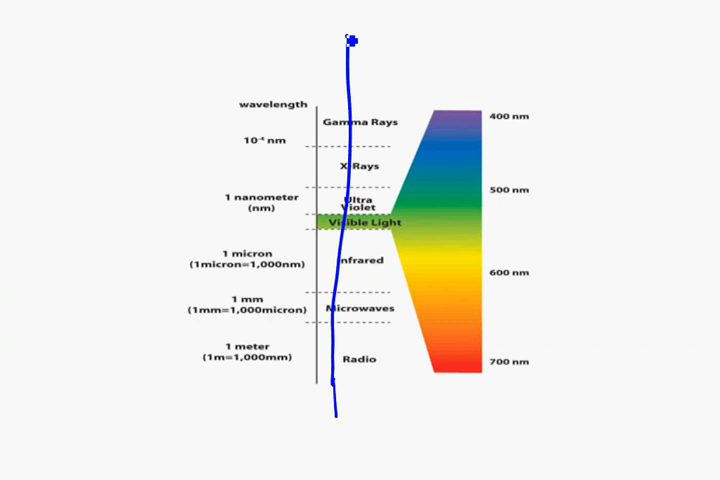 wavelength
Gamma Rays
10⁻⁴ nm
X-Rays
1 nanometer
(nm)
Ultra
Violet
Visible Light
1 micron
(1micron=1,000nm)
Infrared
1 mm
(1mm=1,000micron)
Microwaves
1 meter
(1m=1,000mm)
Radio
400 nm
500 nm
600 nm
700 nm